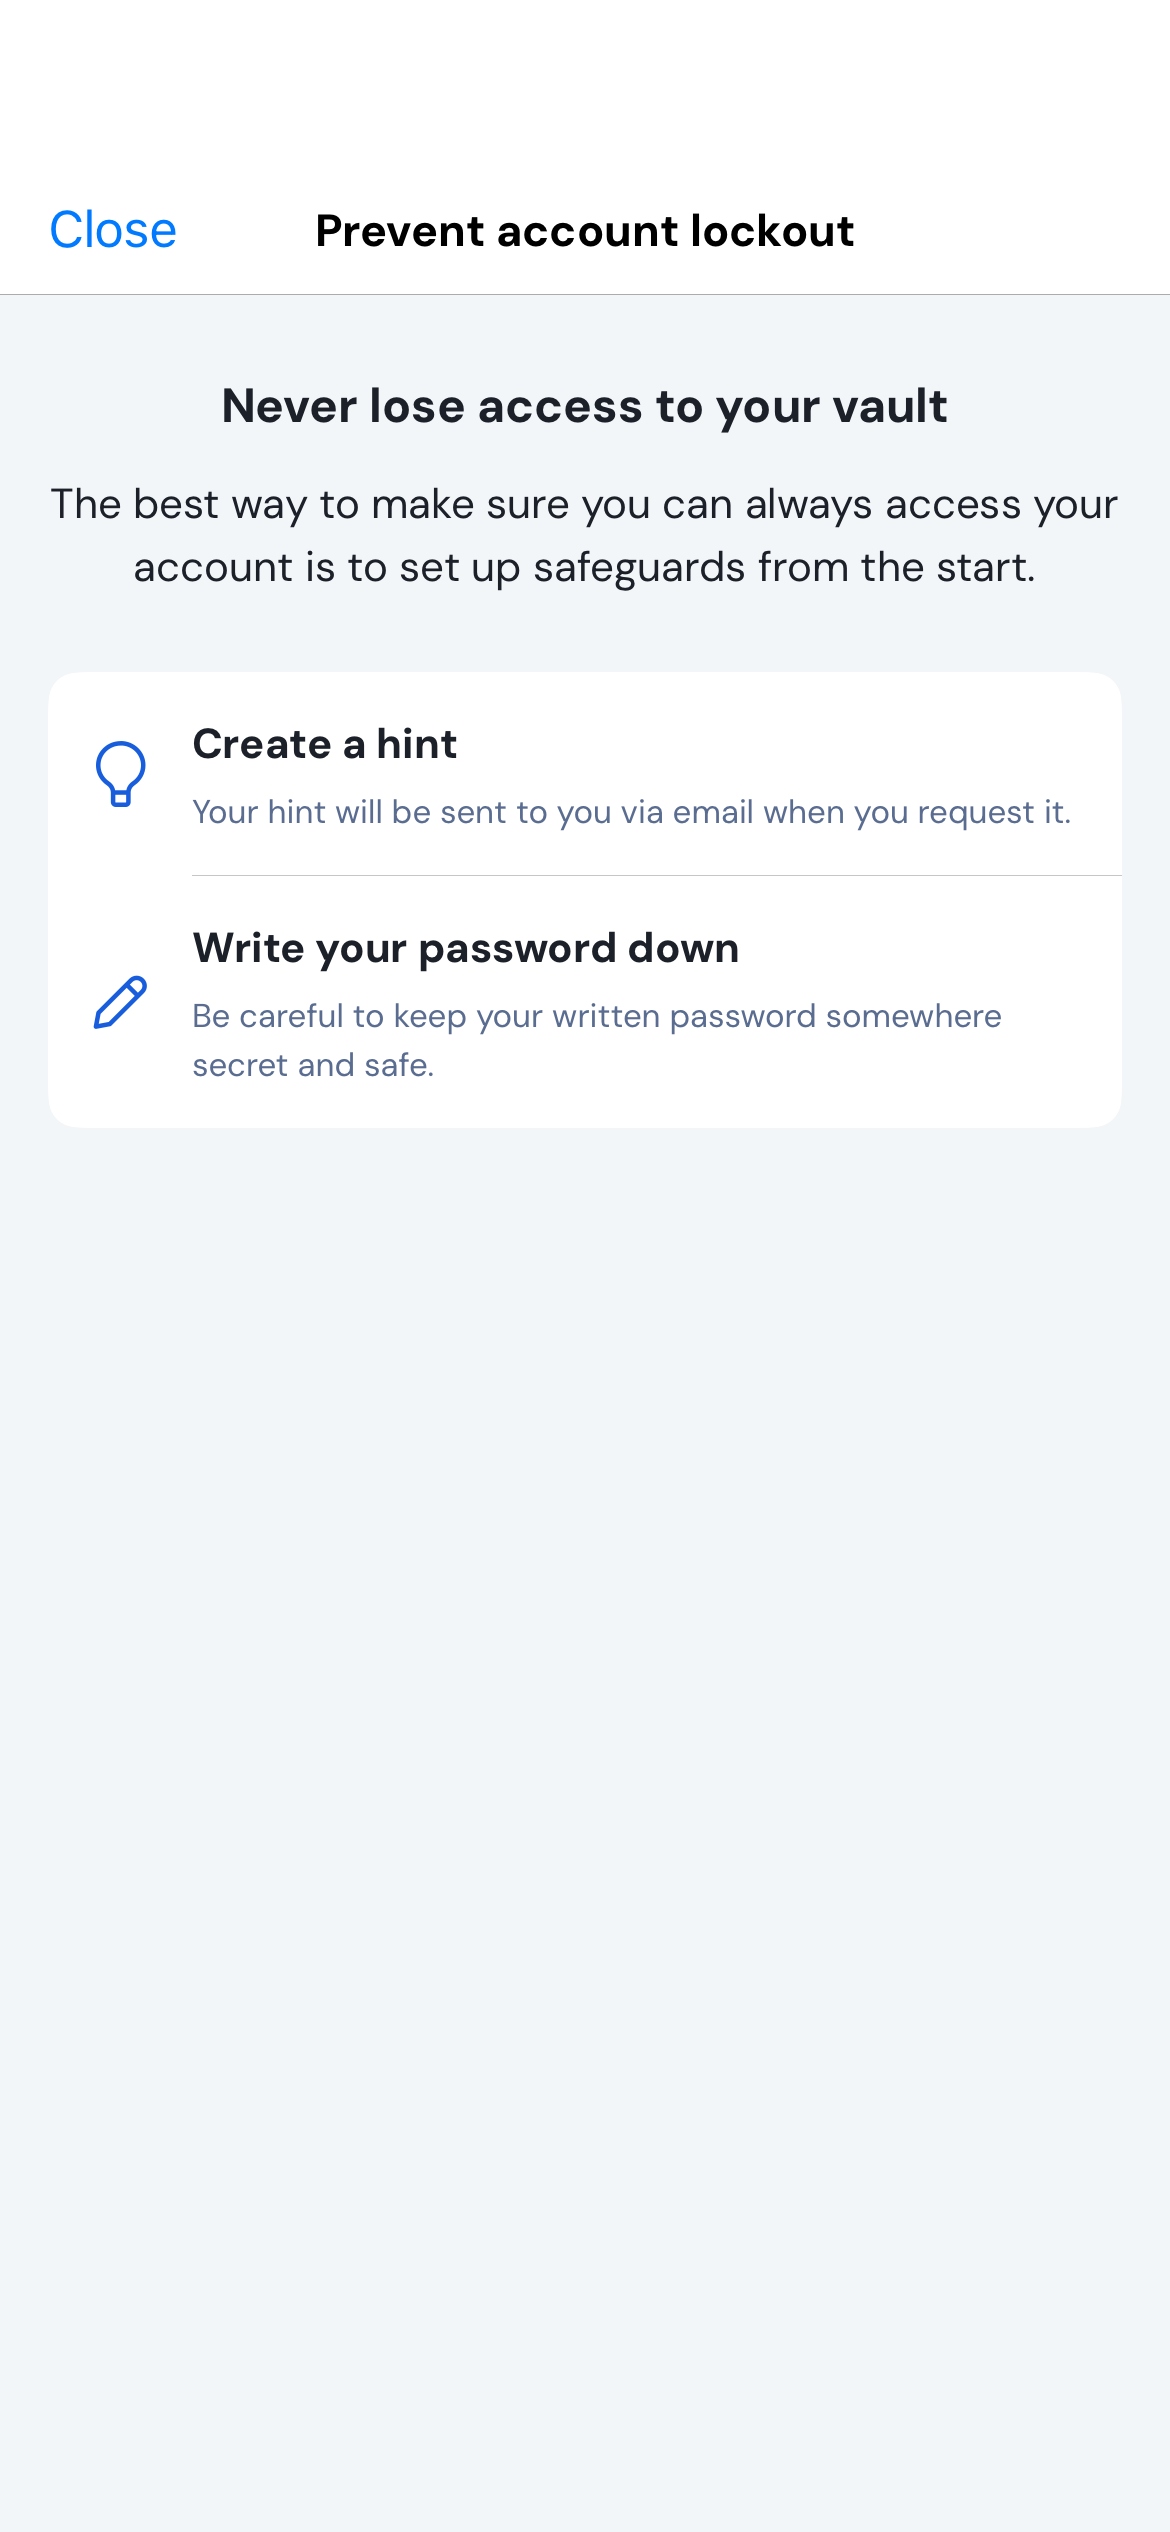 Close
Prevent account lockout
Never lose access to your vault
The best way to make sure you can always access your
account is to set up safeguards from the start.
Create a hint
Your hint will be sent to you via email when you request it.
Write your password down
Be careful to keep your written password somewhere
secret and safe.